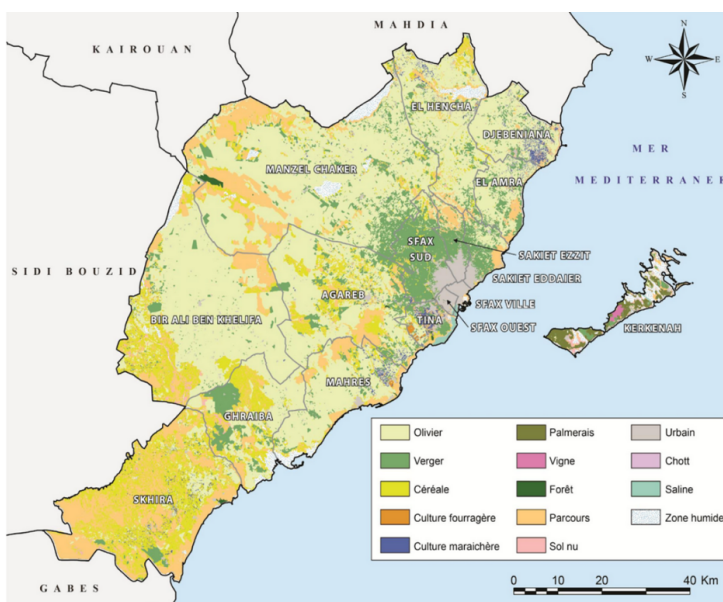 MAHDIA
KAIROUAN
N
W E
S
EL HENCHA
DJEBENIANA
MER
MEDITERRANEE
MANZEL CHAKER
EL AMRA
SFAX
SUD
SAKIET EZZIT
SIDI BOUZID
SAKIET EDDAIER
AGAREB
SFAX VILLE
BIR ALI BEN KHELIFA
TINA
SFAX OUEST
KERKENAH
MAHRES
GHRAIBA
SKHIRA
GABES
Olivier
Verger
Céréale
Culture fourragère
Culture maraichère
Palmerais
Vigne
Forêt
Parcours
Sol nu
Urbain
Chott
Saline
Zone humide
0 10 20 40 Km